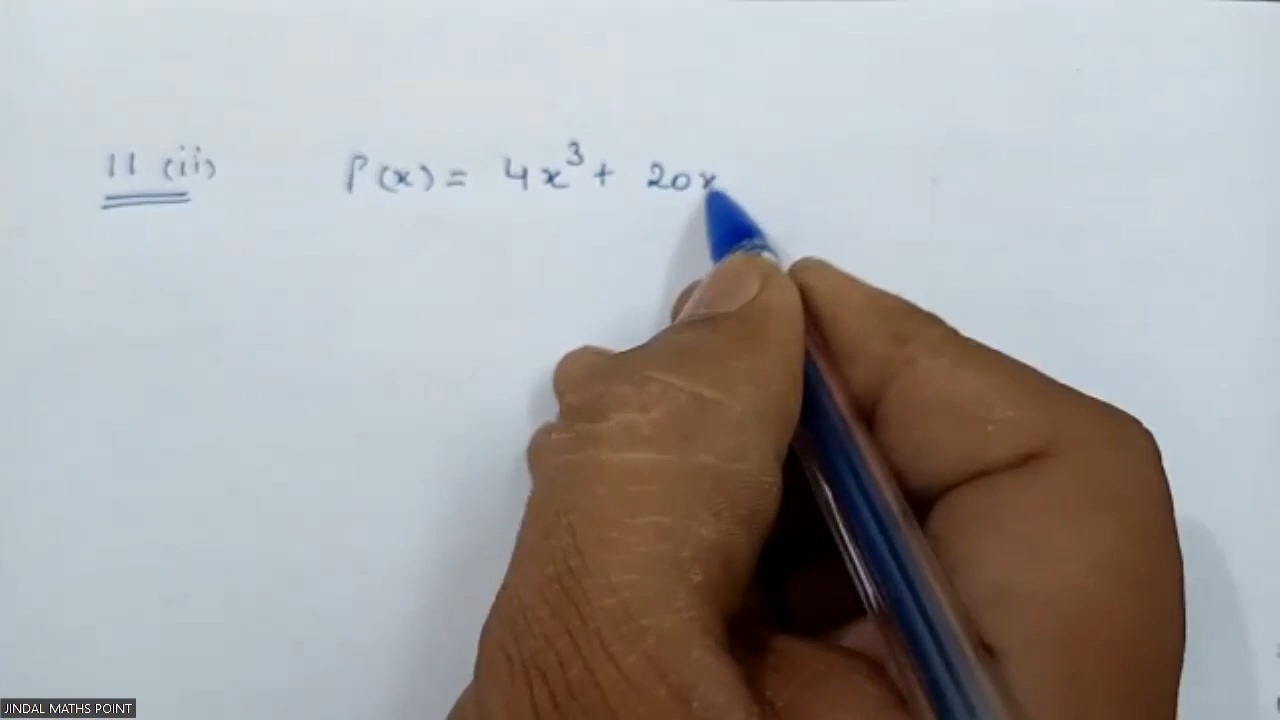 11 (ii) P(x) = 4x³ + 20x
JINDAL MATHS POINT